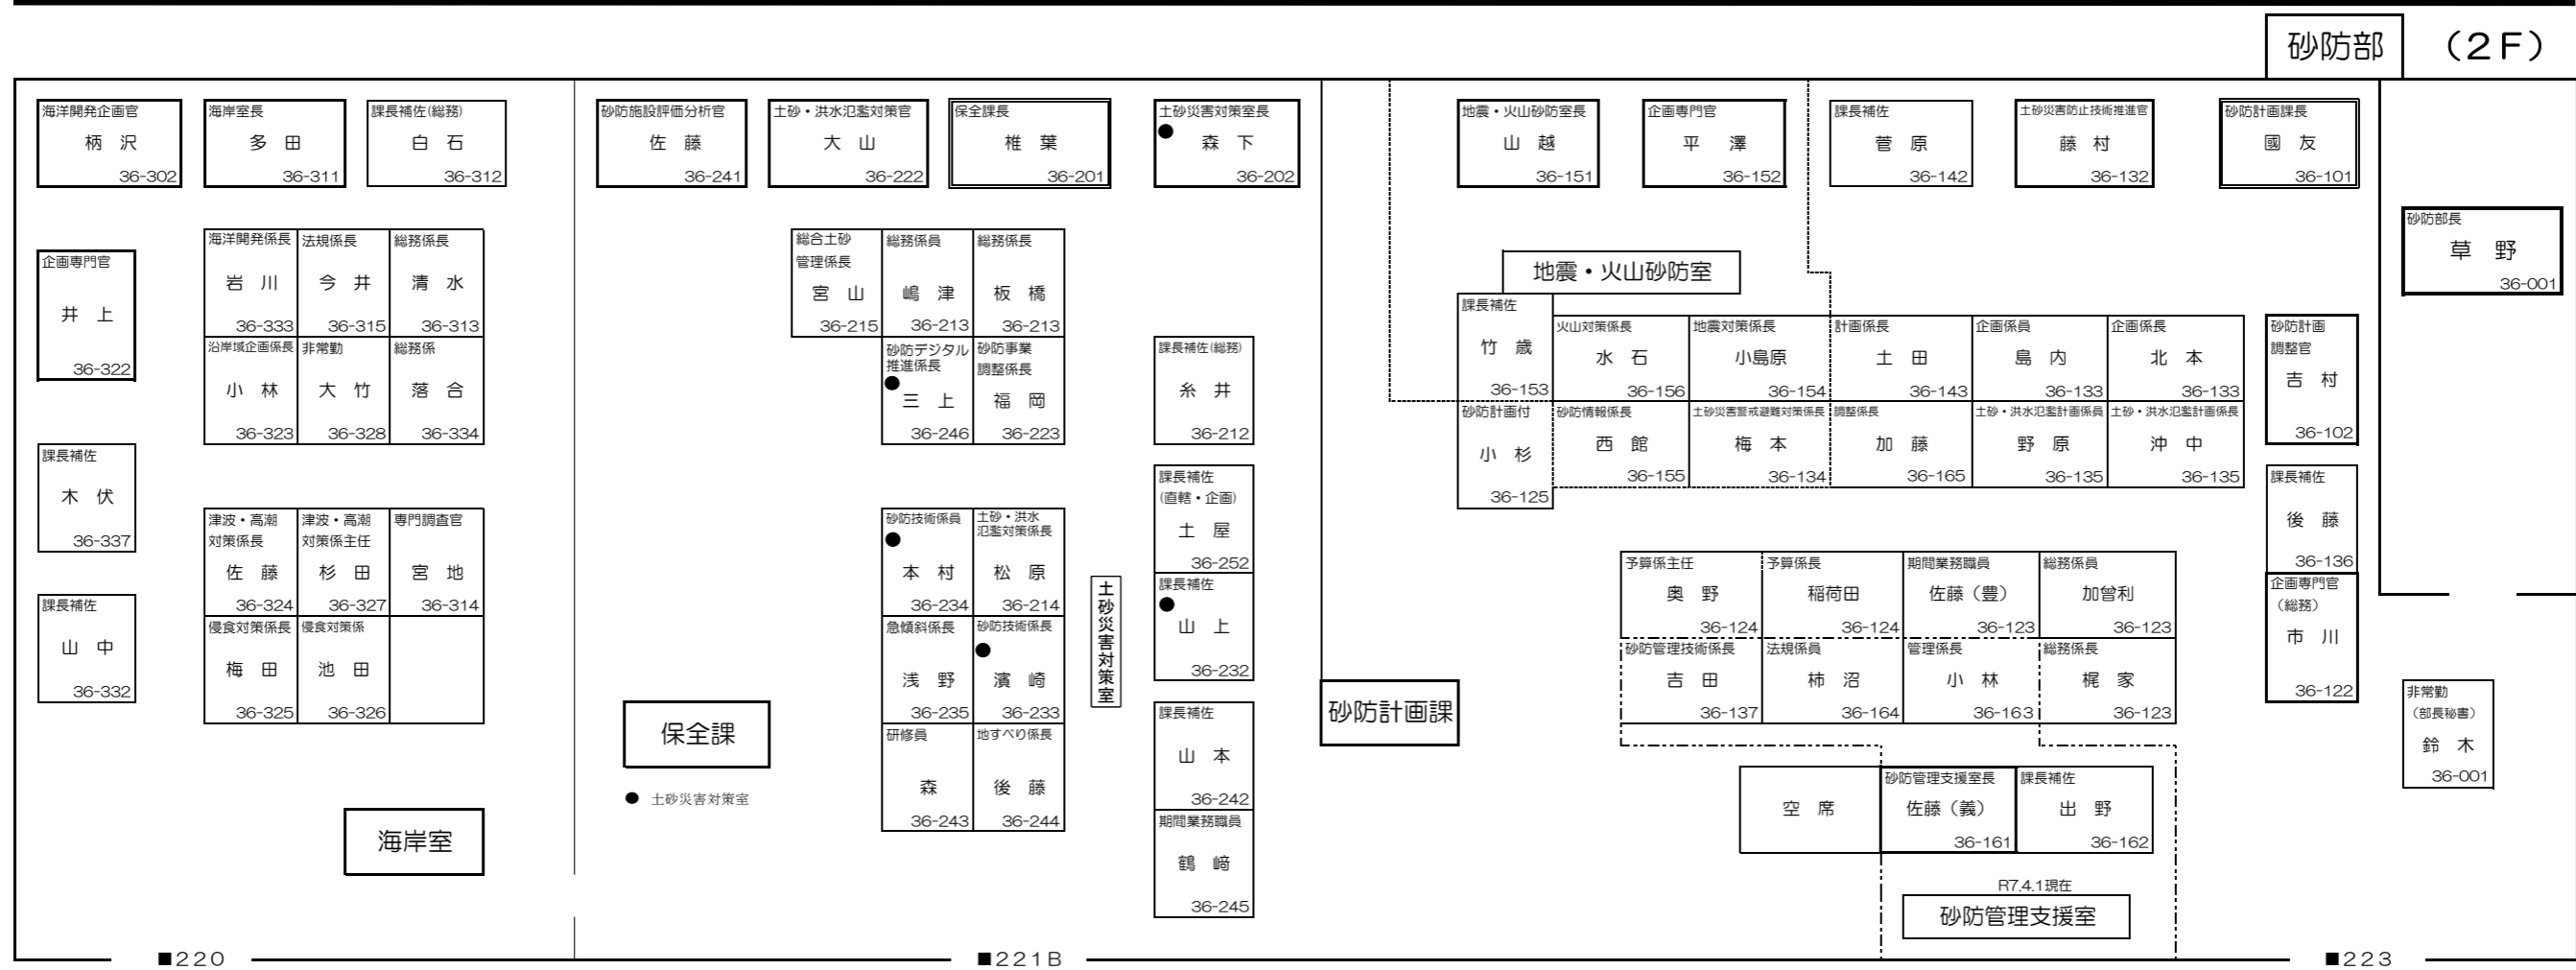 砂防部
（2F）
海洋開発企画官
柄 沢
36-302
海岸室長
多 田
36-311
課長補佐(総務)
白 石
36-312
企画専門官
井 上
36-322
課長補佐
木 伏
36-337
課長補佐
山 中
36-332
海洋開発係長
岩 川
36-333
法規係長
今 井
36-315
総務係長
清 水
36-313
沿岸域企画係長
小 林
36-323
非常勤
大 竹
36-328
総務係
落 合
36-334
津波・高潮
対策係長
佐 藤
36-324
津波・高潮
対策係主任
杉 田
36-327
専門調査官
宮 地
36-314
侵食対策係長
梅 田
36-325
侵食対策係
池 田
36-326
海岸室
■220
砂防施設評価分析官
佐 藤
36-241
土砂・洪水氾濫対策官
大 山
36-222
保全課長
椎 葉
36-201
土砂災害対策室長
● 森 下
36-202
総合土砂
管理係長
宮 山
36-215
総務係員
嶋 津
36-213
総務係長
板 橋
36-213
砂防デジタル
推進係長
● 三 上
36-246
砂防事業
調整係長
福 岡
36-223
課長補佐(総務)
糸 井
36-212
課長補佐
(直轄・企画)
土 屋
36-252
課長補佐
● 山 上
36-232
課長補佐
山 本
36-242
期間業務職員
鶴 﨑
36-245
砂防技術係員
● 本 村
36-234
土砂・洪水
氾濫対策係長
松 原
36-214
急傾斜係長
浅 野
36-235
砂防技術係長
● 濱 崎
36-233
研修員
森
36-243
地すべり係長
後 藤
36-244
土砂災害対策室
保全課
● 土砂災害対策室
■221B
地震・火山砂防室長
山 越
36-151
企画専門官
平 澤
36-152
課長補佐
菅 原
36-142
土砂災害防止技術推進官
藤 村
36-132
砂防計画課長
國 友
36-101
地震・火山砂防室
課長補佐
竹 歳
36-153
火山対策係長
水 石
36-156
地震対策係長
小島原
36-154
計画係長
土 田
36-143
企画係員
島 内
36-133
企画係長
北 本
36-133
砂防計画付
小 杉
36-125
砂防情報係長
西 館
36-155
土砂災害警戒避難対策係長
梅 本
36-134
調整係長
加 藤
36-165
土砂・洪水氾濫計画係員
野 原
36-135
土砂・洪水氾濫計画係長
沖 中
36-135
砂防計画
調整官
吉 村
36-102
課長補佐
後 藤
36-136
企画専門官
（総務）
市 川
36-122
予算係主任
奥 野
36-124
予算係長
稲荷田
36-124
期間業務職員
佐藤（豊）
36-123
総務係員
加曾利
36-123
砂防管理技術係長
吉 田
36-137
法規係員
柿 沼
36-164
管理係長
小 林
36-163
総務係長
梶 家
36-123
砂防計画課
空 席
砂防管理支援室長
佐藤（義）
36-161
課長補佐
出 野
36-162
R7.4.1現在
砂防管理支援室
砂防部長
草 野
36-001
非常勤
（部長秘書）
鈴 木
36-001
■223